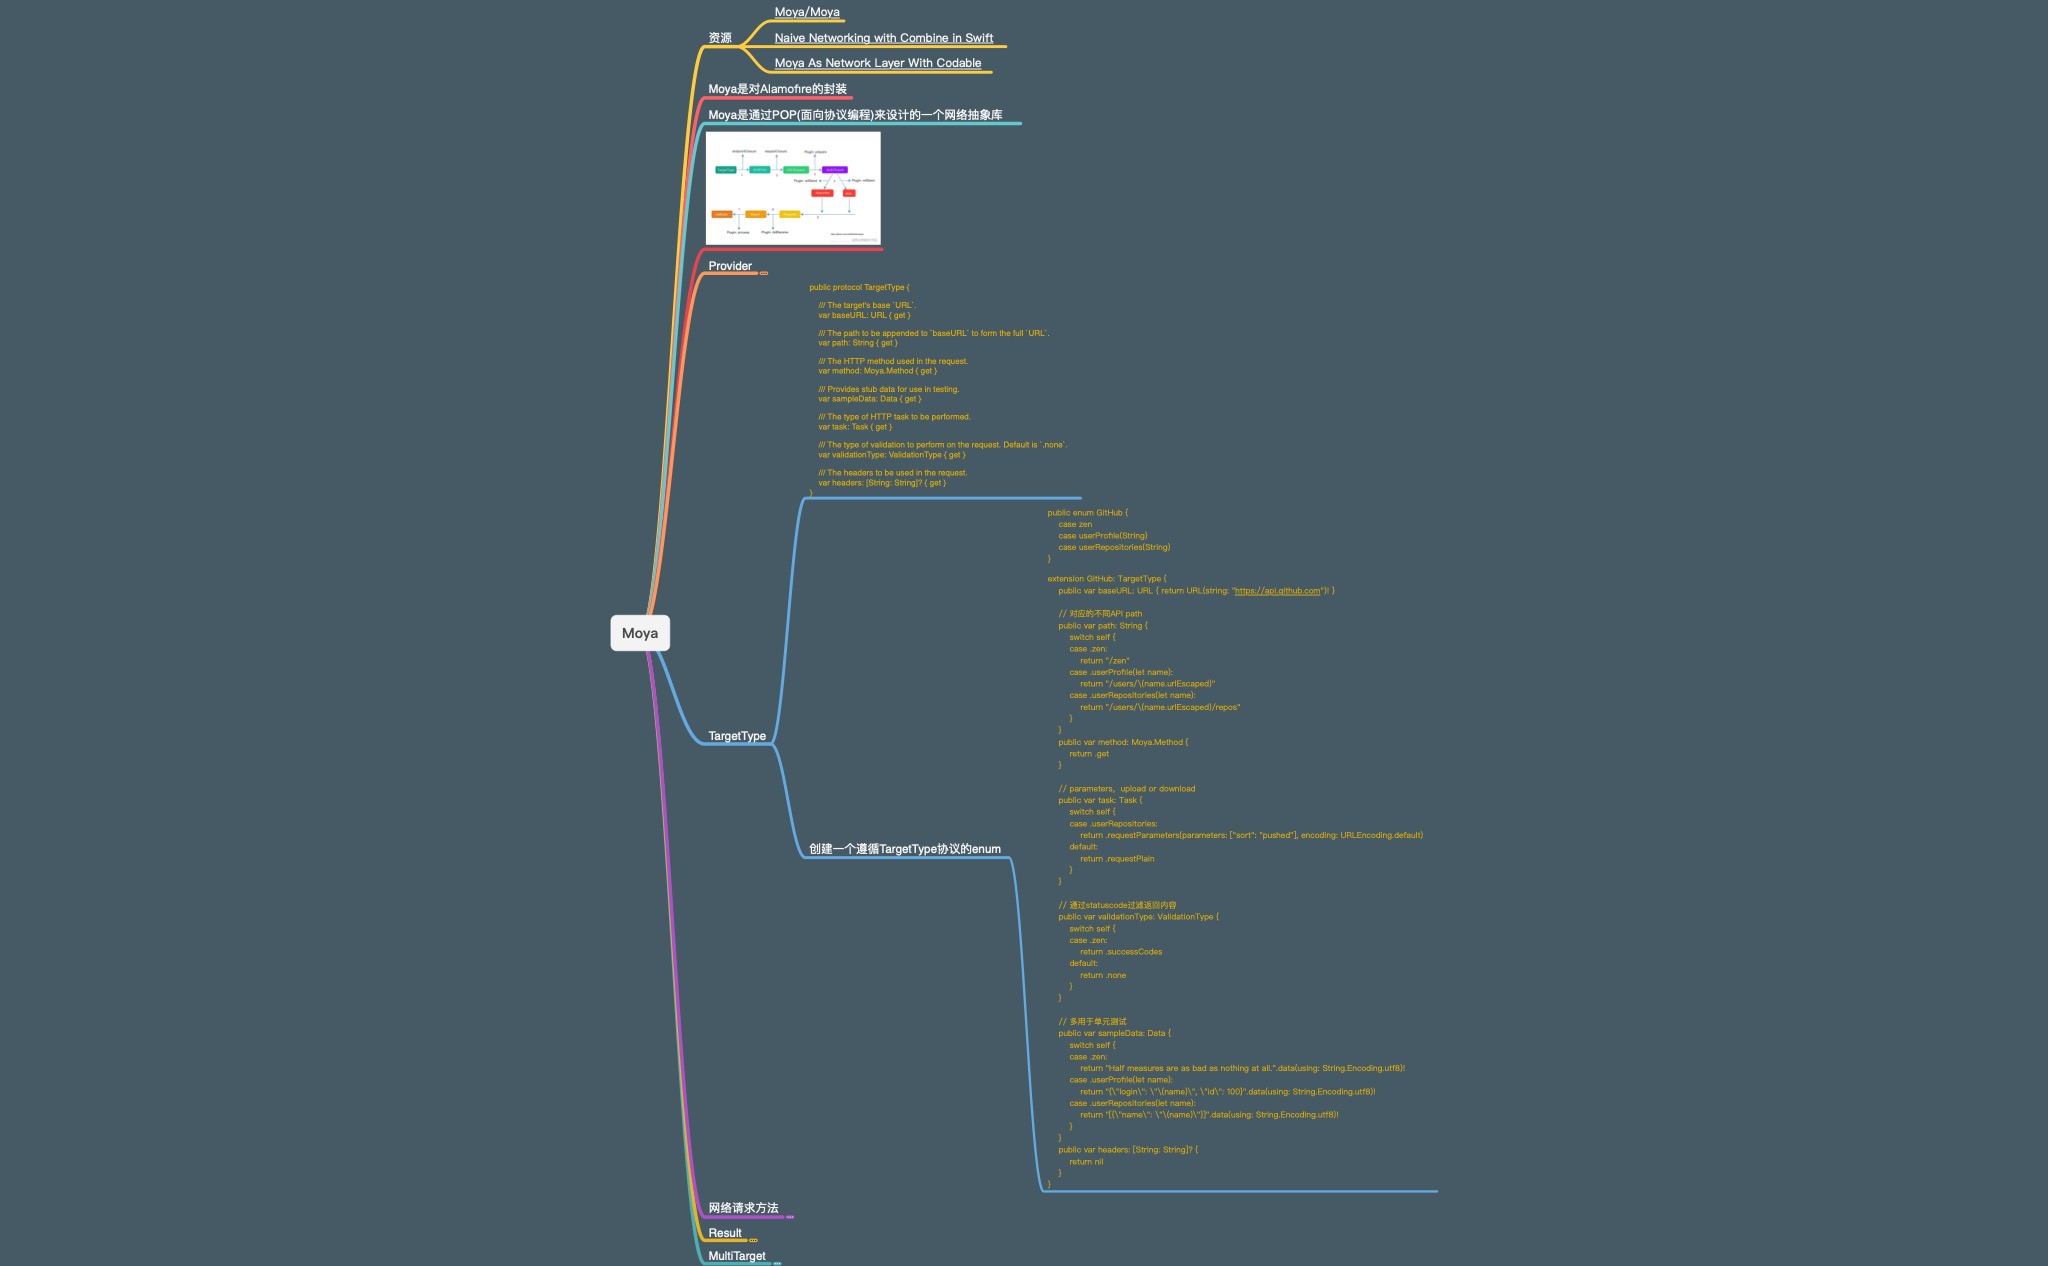 Moya
资源
Moya/Moya
Naive Networking with Combine in Swift
Moya As Network Layer With Codable
Moya是对Alamofire的封装
Moya是通过POP(面向协议编程)来设计的一个网络抽象库
TargetType
Plugin: prepare
Plugin: willSend
Plugin: willSend
Plugin: process
Plugin: didReceive
Provider
TargetType
public protocol TargetType {
/// The target's base `URL`.
var baseURL: URL { get }
/// The path to be appended to `baseURL` to form the full `URL`.
var path: String { get }
/// The HTTP method used in the request.
var method: Moya.Method { get }
/// Provides stub data for use in testing.
var sampleData: Data { get }
/// The type of HTTP task to be performed.
var task: Task { get }
/// The type of validation to perform on the request. Default is `.none`.
var validationType: ValidationType { get }
/// The headers to be used in the request.
var headers: [String: String]? { get }
}
创建一个遵循TargetType协议的enum
public enum GitHub {
case zen
case userProfile(String)
case userRepositories(String)
}
extension GitHub: TargetType {
public var baseURL: URL { return URL(string: "https://api.github.com")! }
// 对应的不同API path
public var path: String {
switch self {
case .zen:
return "/zen"
case .userProfile(let name):
return "/users/\(name.urlEscaped)"
case .userRepositories(let name):
return "/users/\(name.urlEscaped)/repos"
}
}
public var method: Moya.Method {
return .get
}
// parameters，upload or download
public var task: Task {
switch self {
case .userRepositories:
return .requestParameters(parameters: ["sort": "pushed"], encoding: URLEncoding.default)
default:
return .requestPlain
}
}
// 通过statuscode过滤返回内容
public var validationType: ValidationType {
switch self {
case .zen:
return .successCodes
default:
return .none
}
}
// 多用于单元测试
public var sampleData: Data {
switch self {
case .zen:
return "Half measures are as bad as nothing at all.".data(using: String.Encoding.utf8)!
case .userProfile(let name):
return "{\"login\": \"\(name)\", \"id\": 100}".data(using: String.Encoding.utf8)!
case .userRepositories(let name):
return "[{\"name\": \"\(name)\"}]".data(using: String.Encoding.utf8)!
}
}
public var headers: [String: String]? {
return nil
}
}
网络请求方法
Result
MultiTarget